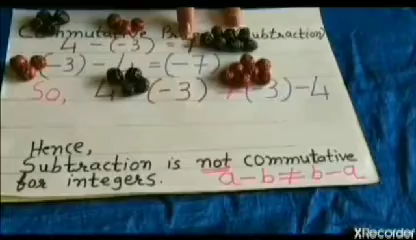 Commutative Pr Subtraction)
4 - (-3) = 7
(-3) - 4 = (-7)
So, 4 (-3) ≠ (-3) - 4
Hence,
Subtraction is not commutative
for integers. a-b≠b-a
XRecorder